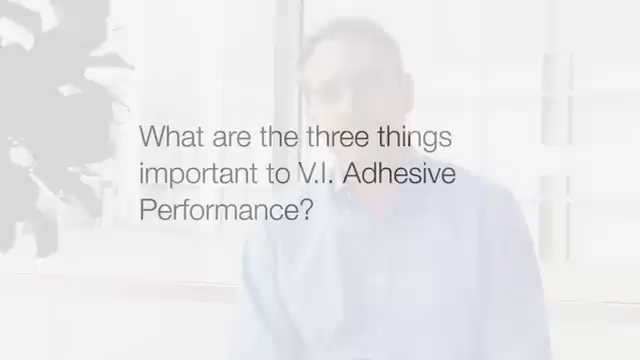 What are the three things
important to V.I. Adhesive
Performance?